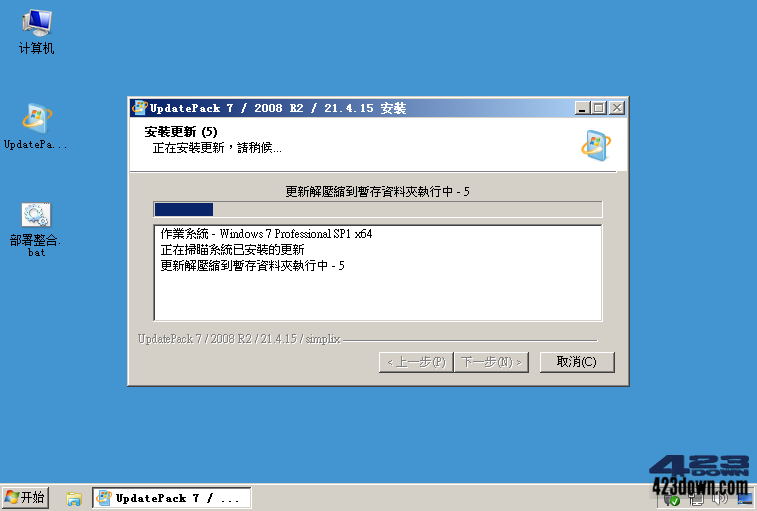 计算机
UpdatePa...
部署整合.
bat
UpdatePack 7 / 2008 R2 / 21.4.15 安裝
安裝更新 (5)
正在安裝更新，請稍候...
更新解壓縮到暫存資料夾執行中 - 5
作業系統 - Windows 7 Professional SP1 x64
正在掃瞄系統已安裝的更新
更新解壓縮到暫存資料夾執行中 - 5
UpdatePack 7 / 2008 R2 / 21.4.15 / simplix
< 上一步(P)
下一步(N) >
取消(C)
423
DOWN
423down.com
开始
UpdatePack 7 / ...